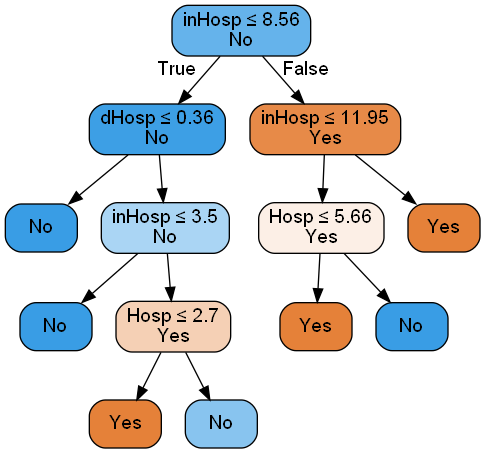 inHosp ≤ 8.56
No
True
False
dHosp ≤ 0.36
No
inHosp ≤ 11.95
Yes
No
inHosp ≤ 3.5
No
Hosp ≤ 5.66
Yes
Yes
No
Hosp ≤ 2.7
Yes
Yes
No
Yes
No